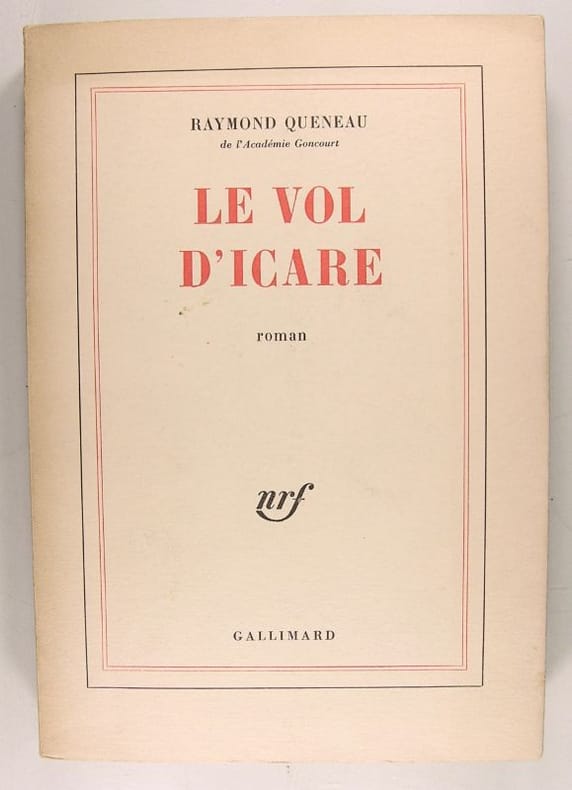 RAYMOND QUENEAU
de l'Académie Goncourt
LE VOL
D'ICARE
roman
nrf
GALLIMARD